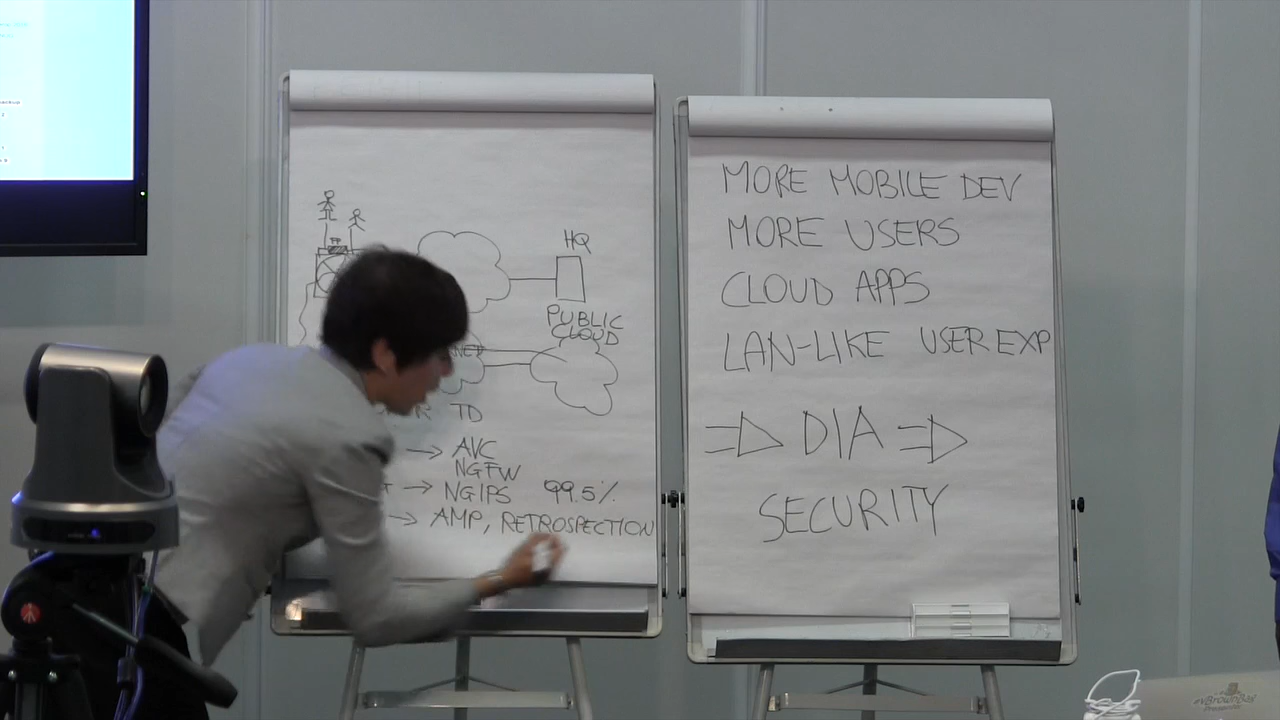 HQ
PUBLIC
CLOUD
TD
→ AVC
NGFW
→ NGIPS 99.5%
→ AMP, RETROSPECTION
MORE MOBILE DEV
MORE USERS
CLOUD APPS
LAN-LIKE USER EXP
⇒ DIA ⇒
SECURITY
vBrownBag